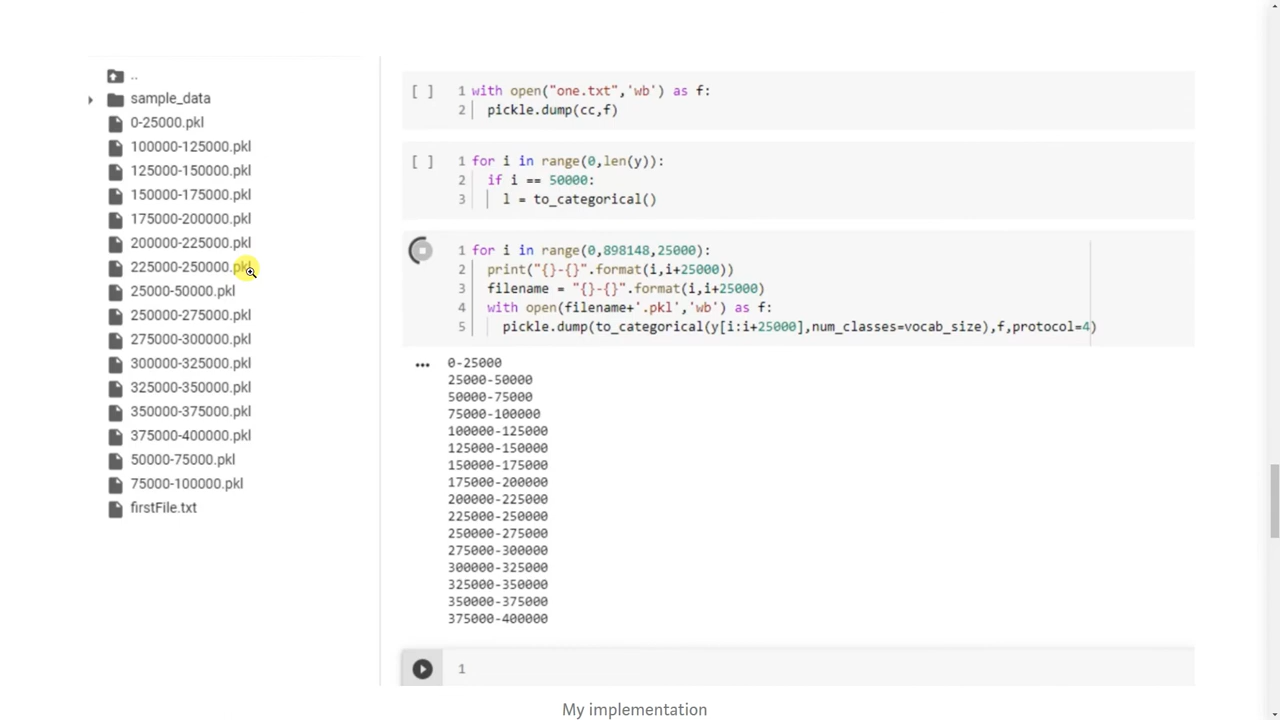 ..
sample_data
0-25000.pkl
100000-125000.pkl
125000-150000.pkl
150000-175000.pkl
175000-200000.pkl
200000-225000.pkl
225000-250000.pkl
25000-50000.pkl
250000-275000.pkl
275000-300000.pkl
300000-325000.pkl
325000-350000.pkl
350000-375000.pkl
375000-400000.pkl
50000-75000.pkl
75000-100000.pkl
firstFile.txt
[ ] 1 with open("one.txt",'wb') as f:
2 pickle.dump(cc,f)
[ ] 1 for i in range(0,len(y)):
2 if i == 50000:
3 l = to_categorical()
1 for i in range(0,898148,25000):
2 print("{}-{}".format(i,i+25000))
3 filename = "{}-{}".format(i,i+25000)
4 with open(filename+'.pkl','wb') as f:
5 pickle.dump(to_categorical(y[i:i+25000],num_classes=vocab_size),f,protocol=4)
... 0-25000
25000-50000
50000-75000
75000-100000
100000-125000
125000-150000
150000-175000
175000-200000
200000-225000
225000-250000
250000-275000
275000-300000
300000-325000
325000-350000
350000-375000
375000-400000
1
My implementation